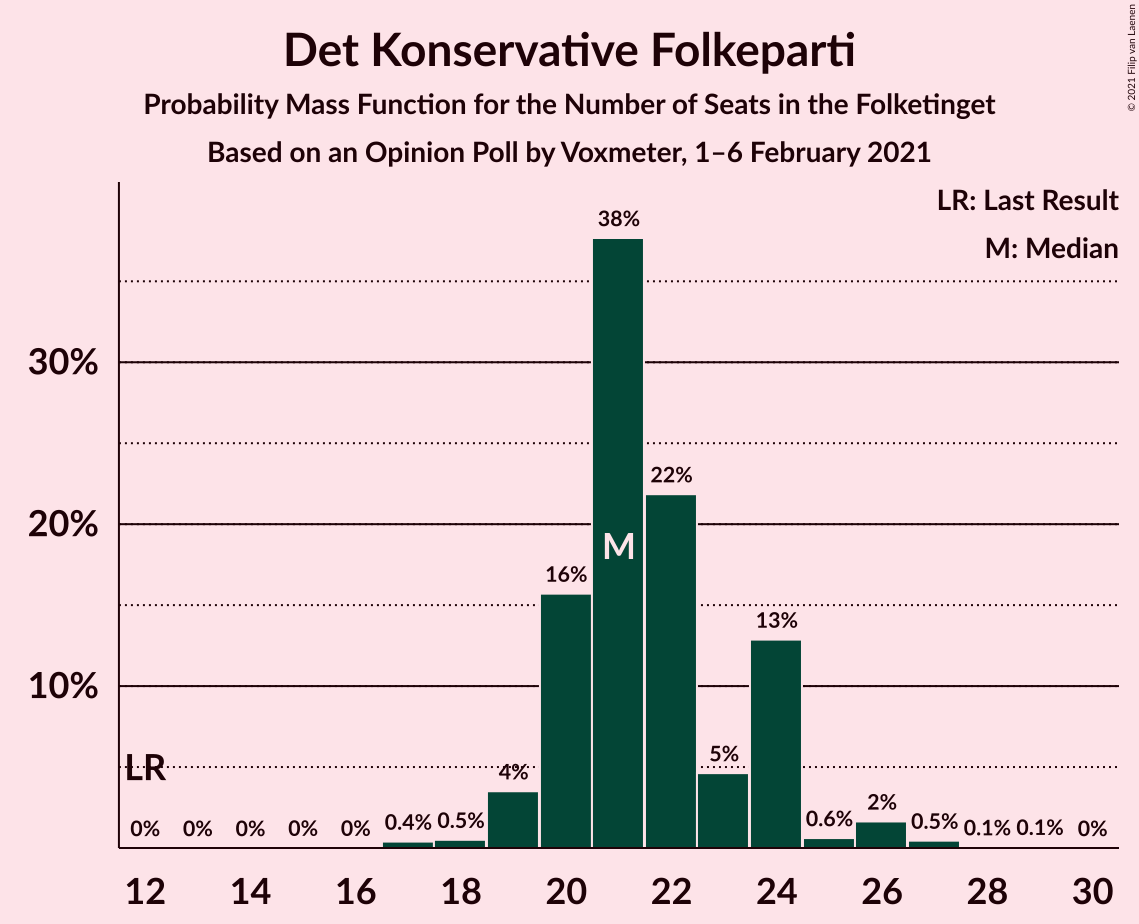 Det Konservative Folkeparti
Probability Mass Function for the Number of Seats in the Folketinget
Based on an Opinion Poll by Voxmeter, 1–6 February 2021
© 2021 Filip van Laenen
LR: Last Result
M: Median
38%
30%
22%
20%
M
16%
13%
10%
LR
5%
4%
2%
0% 0% 0% 0% 0% 0.4% 0.5% 0.6% 0.5% 0.1% 0.1% 0%
12 14 16 18 20 22 24 26 28 30